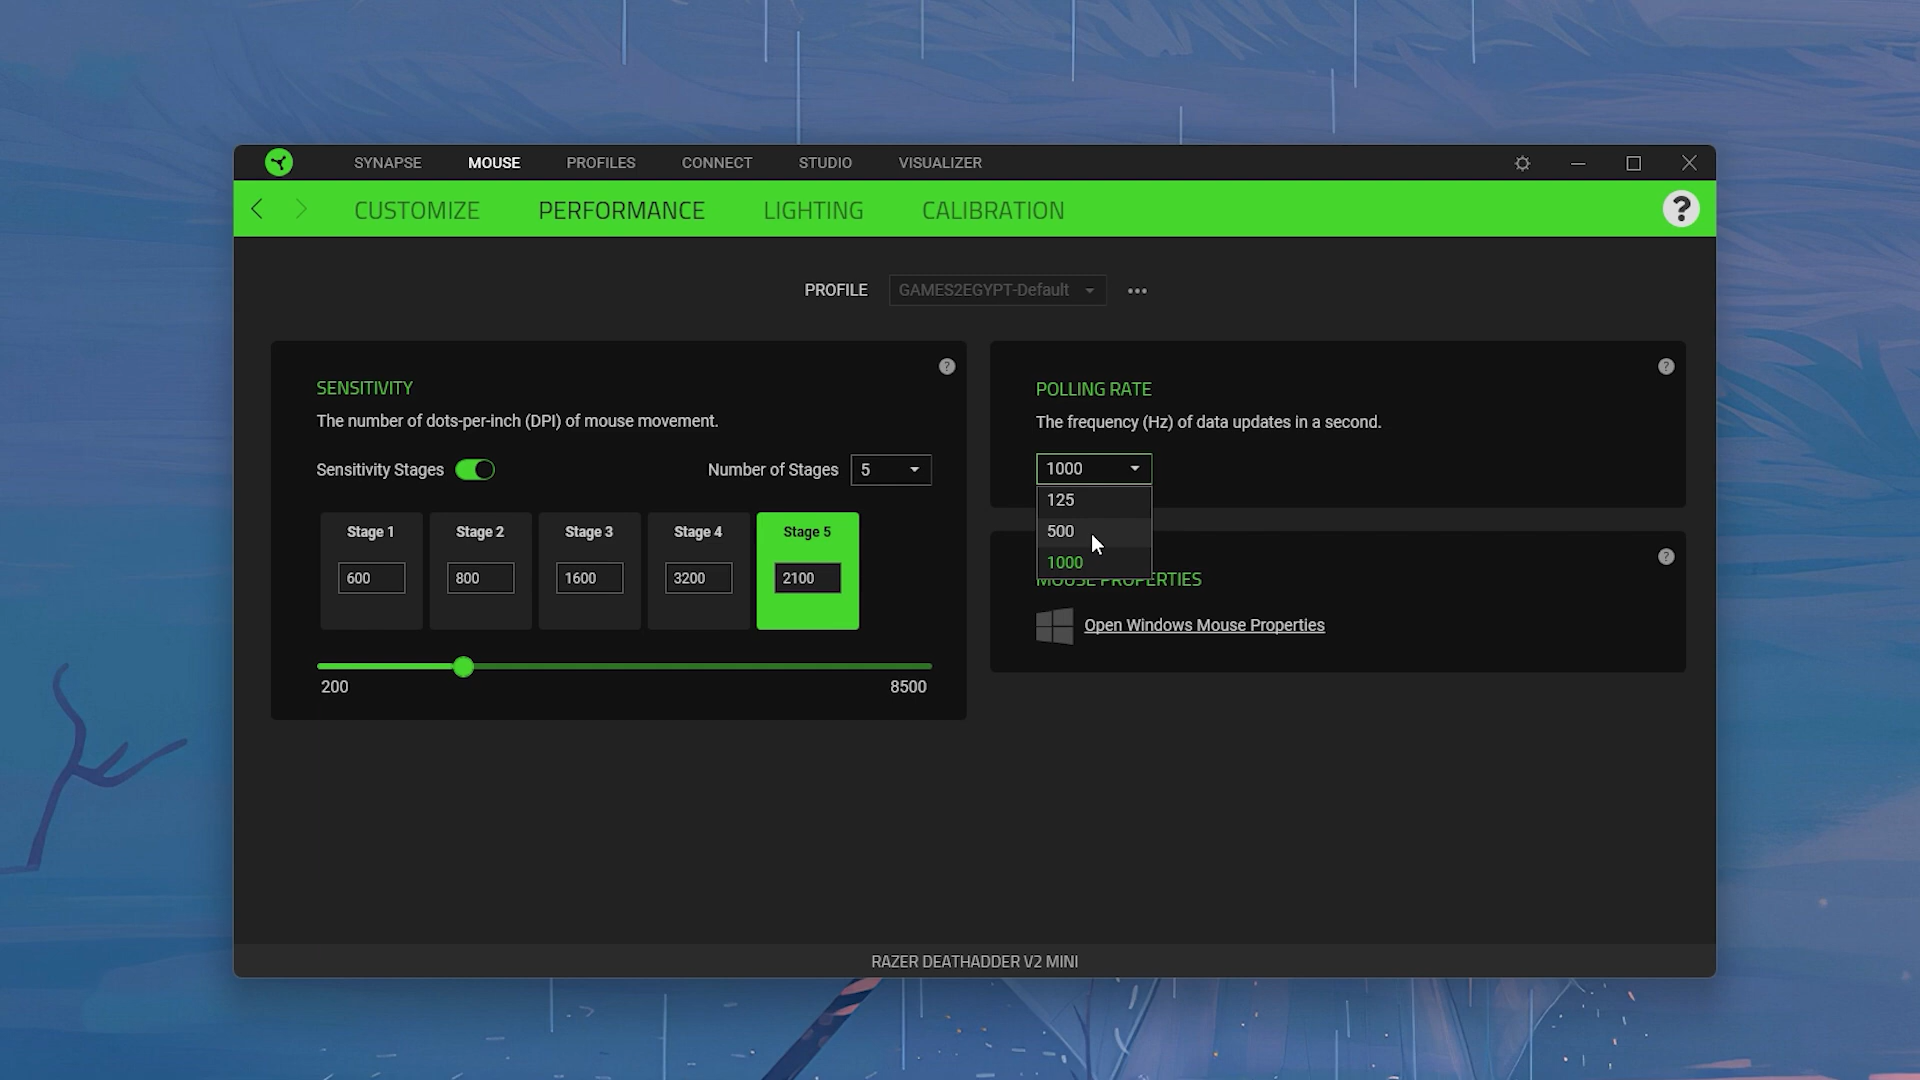 SYNAPSE MOUSE PROFILES CONNECT STUDIO VISUALIZER
CUSTOMIZE PERFORMANCE LIGHTING CALIBRATION ?
PROFILE GAMES2EGYPT-Default
SENSITIVITY ?
The number of dots-per-inch (DPI) of mouse movement.
Sensitivity Stages Number of Stages 5
Stage 1 Stage 2 Stage 3 Stage 4 Stage 5
600 800 1600 3200 2100
200 8500
POLLING RATE ?
The frequency (Hz) of data updates in a second.
1000
125
500
1000
MOUSE PROPERTIES ?
Open Windows Mouse Properties
RAZER DEATHADDER V2 MINI